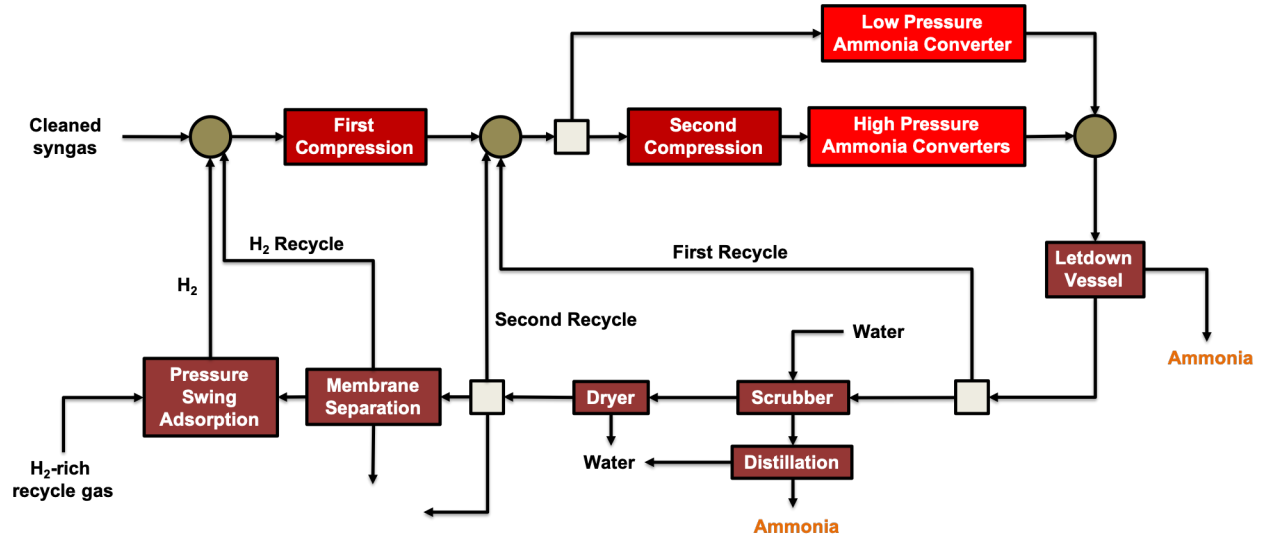 Low Pressure
Ammonia Converter
Cleaned
syngas
First
Compression
Second
Compression
High Pressure
Ammonia Converters
H₂ Recycle
First Recycle
Letdown
Vessel
H₂
Second Recycle
Water
Ammonia
Pressure
Swing
Adsorption
Membrane
Separation
Dryer
Scrubber
H₂-rich
recycle gas
Water
Distillation
Ammonia